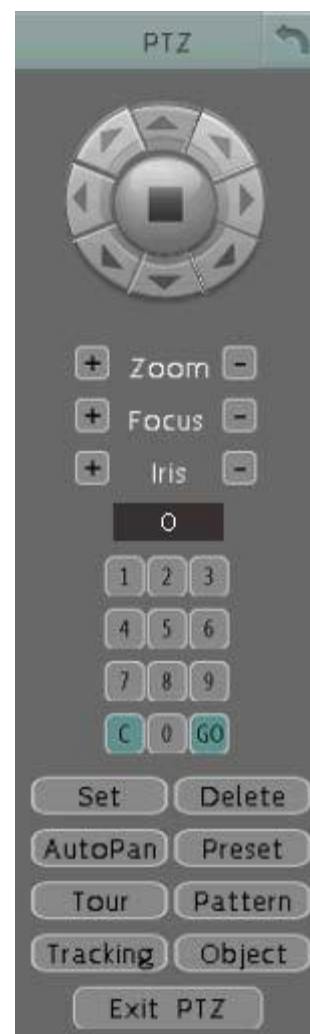 PTZ
+ Zoom -
+ Focus -
+ Iris -
0
1 2 3
4 5 6
7 8 9
C 0 GO
Set Delete
AutoPan Preset
Tour Pattern
Tracking Object
Exit PTZ